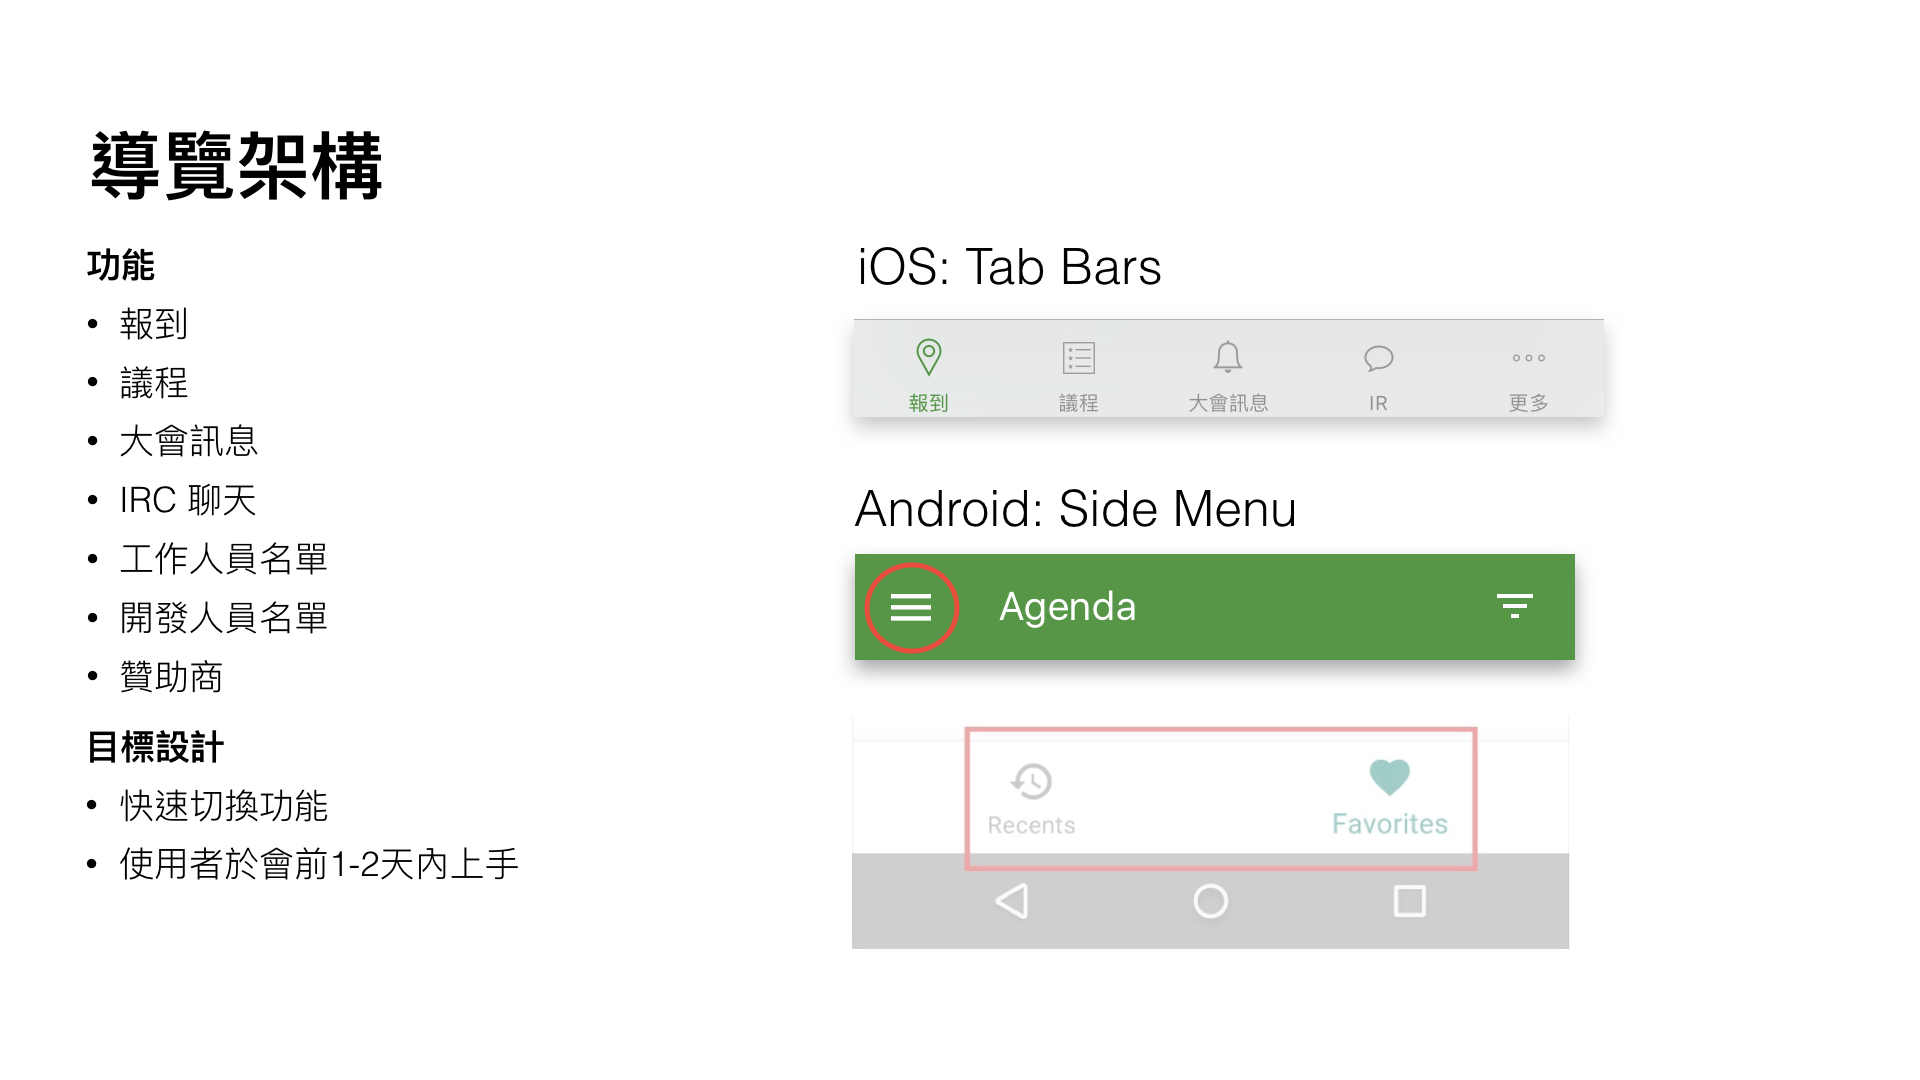 導覽架構
功能
• 報到
• 議程
• 大會訊息
• IRC 聊天
• 工作人員名單
• 開發人員名單
• 贊助商
目標設計
• 快速切換功能
• 使用者於會前1-2天內上手
iOS: Tab Bars
報到 議程 大會訊息 IR 更多
Android: Side Menu
Agenda
Recents Favorites